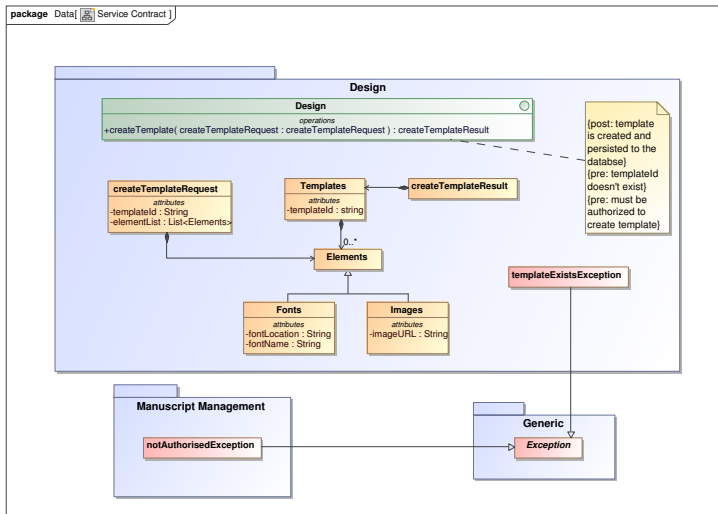 package Data[ Service Contract ]
Design
Design
operations
+createTemplate( createTemplateRequest : createTemplateRequest ) : createTemplateResult
{post: template
is created and
persisted to the
databse}
{pre: templateId
doesn't exist}
{pre: must be
authorized to
create template}
createTemplateRequest
attributes
-templateId : String
-elementList : List<Elements>
Templates
attributes
-templateId : string
createTemplateResult
0..*
Elements
templateExistsException
Fonts
attributes
-fontLocation : String
-fontName : String
Images
attributes
-imageURL : String
Manuscript Management
notAuthorisedException
Generic
Exception